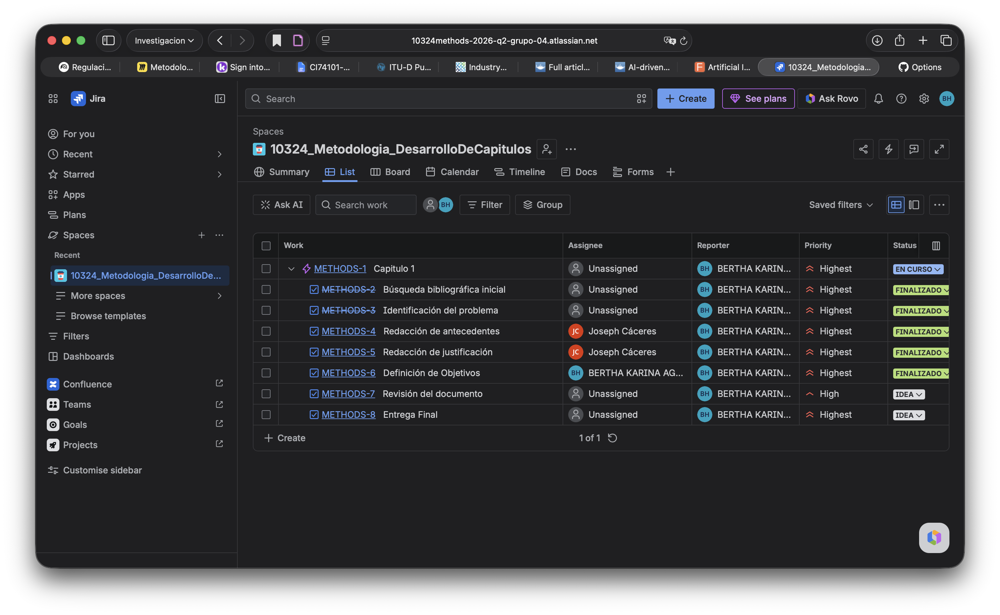 Investigacion
10324methods-2026-q2-grupo-04.atlassian.net
Regulaci...
Metodolo...
Sign into...
CI74101-...
ITU-D Pu...
Industry...
Full articl...
AI-driven...
Artificial I...
10324_Metodologia...
Options
Jira
Search
Create
See plans
Ask Rovo
BH
For you
Recent
Starred
Apps
Plans
Spaces
Recent
10324_Metodologia_DesarrolloDe...
More spaces
Browse templates
Filters
Dashboards
Confluence
Teams
Goals
Projects
Customise sidebar
Spaces
10324_Metodologia_DesarrolloDeCapitulos
Summary List Board Calendar Timeline Docs Forms
Ask AI Search work BH Filter Group Saved filters
Work Assignee Reporter Priority Status
METHODS-1 Capitulo 1 Unassigned BH BERTHA KARIN... Highest EN CURSO
METHODS-2 Búsqueda bibliográfica inicial Unassigned BH BERTHA KARIN... Highest FINALIZADO
METHODS-3 Identificación del problema Unassigned BH BERTHA KARIN... Highest FINALIZADO
METHODS-4 Redacción de antecedentes JC Joseph Cáceres BH BERTHA KARIN... Highest FINALIZADO
METHODS-5 Redacción de justificación JC Joseph Cáceres BH BERTHA KARIN... Highest FINALIZADO
METHODS-6 Definición de Objetivos BH BERTHA KARINA AG... BH BERTHA KARIN... Highest FINALIZADO
METHODS-7 Revisión del documento Unassigned BH BERTHA KARIN... High IDEA
METHODS-8 Entrega Final Unassigned BH BERTHA KARIN... Highest IDEA
Create 1 of 1